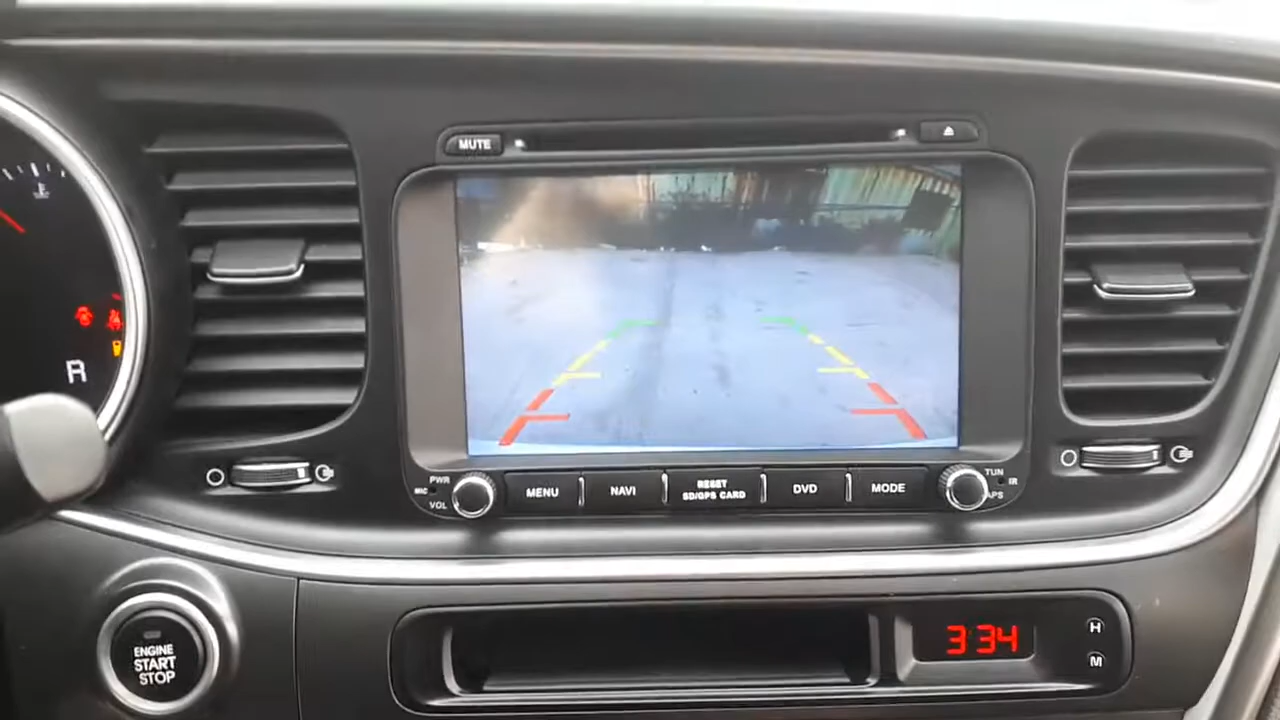 MUTE
R
PWR
MIC
VOL
MENU
NAVI
RESET
SD/GPS CARD
DVD
MODE
TUN
IR
APS
ENGINE
START
STOP
3:34
H
M